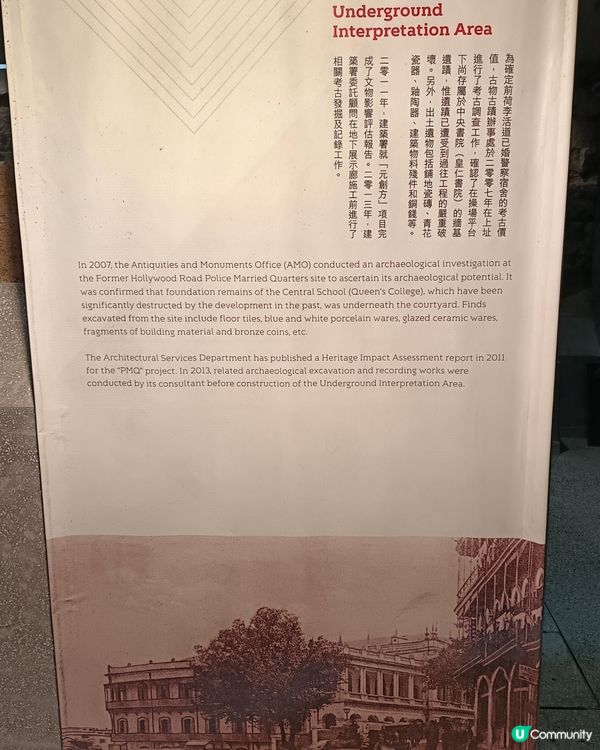 Underground
Interpretation Area
為確定前荷李活道已婚警察宿舍的考古價
值，古物古蹟辦事處於二零零七年在上址
進行了考古調查工作，確認了在操場平台
下尚存屬於中央書院（皇仁書院）的牆基
遺蹟，惟遺蹟已遭受到過往工程的嚴重破
壞。另外，出土遺物包括鋪地瓷磚、青花
瓷器、釉陶器、建築物料殘件和銅錢等。
二零一一年，建築署就「元創方」項目完
成了文物影響評估報告。二零一三年，建
築署委託顧問在地下展示廊施工前進行了
相關考古發掘及記錄工作。
In 2007, the Antiquities and Monuments Office (AMO) conducted an archaeological investigation at
the Former Hollywood Road Police Married Quarters site to ascertain its archaeological potential. It
was confirmed that foundation remains of the Central School (Queen's College), which have been
significantly destructed by the development in the past, was underneath the courtyard. Finds
excavated from the site include floor tiles, blue and white porcelain wares, glazed ceramic wares,
fragments of building material and bronze coins, etc.
The Architectural Services Department has published a Heritage Impact Assessment report in 2011
for the "PMQ" project. In 2013, related archaeological excavation and recording works were
conducted by its consultant before construction of the Underground Interpretation Area.
U Community